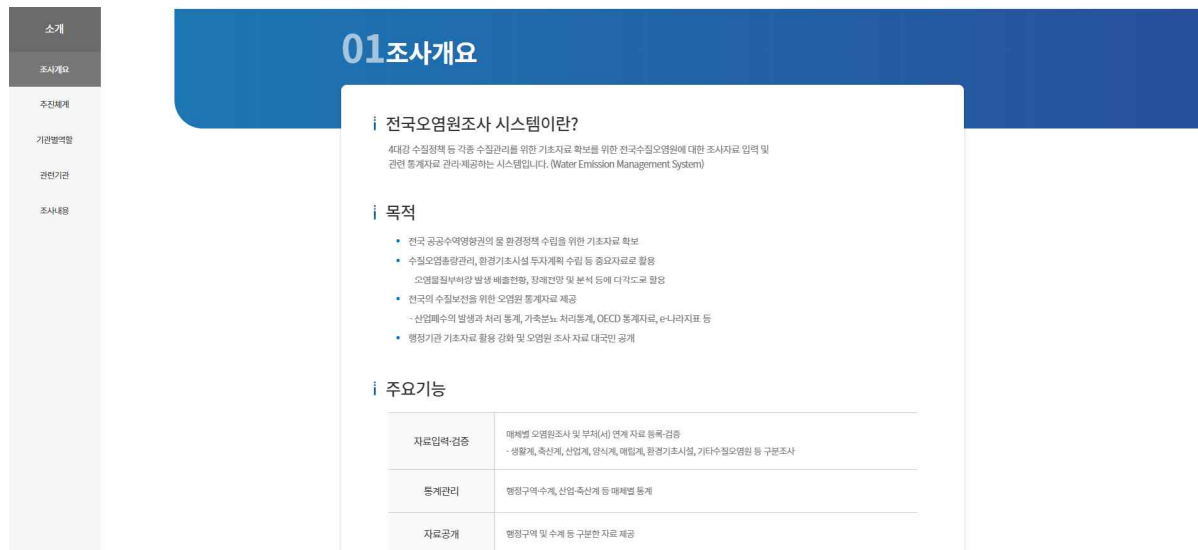 소개
조사개요
추진체계
기관별역할
관련기관
조사내용
01조사개요
전국오염원조사 시스템이란?
4대강 수질정책 등 각종 수질관리를 위한 기초자료 확보를 위한 전국수질오염원에 대한 조사자료 입력 및
관련 통계자료 관리·제공하는 시스템입니다. (Water Emission Management System)
목적
전국 공공수역영향권의 물 환경정책 수립을 위한 기초자료 확보
수질오염총량관리, 환경기초시설 투자계획 수립 등 중요자료로 활용
오염물질부하량 발생 배출현황, 장래전망 및 분석 등에 다각도로 활용
전국의 수질보전을 위한 오염원 통계자료 제공
- 산업폐수의 발생과 처리 통계, 가축분뇨 처리통계, OECD 통계자료, e-나라지표 등
행정기관 기초자료 활용 강화 및 오염원 조사 자료 대국민 공개
주요기능
자료입력·검증
매체별 오염원조사 및 부처(서) 연계 자료 등록·검증
- 생활계, 축산계, 산업계, 양식계, 매립계, 환경기초시설, 기타수질오염원 등 구분조사
통계관리
행정구역·수계, 산업·축산계 등 매체별 통계
자료공개
행정구역 및 수계 등 구분한 자료 제공